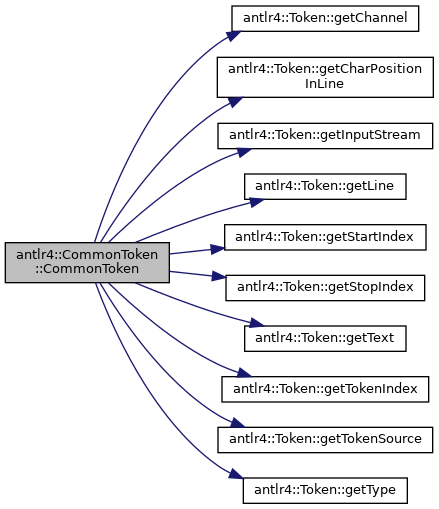 antlr4::Token::getChannel
antlr4::Token::getCharPosition
InLine
antlr4::Token::getInputStream
antlr4::Token::getLine
antlr4::CommonToken
::CommonToken
antlr4::Token::getStartIndex
antlr4::Token::getStopIndex
antlr4::Token::getText
antlr4::Token::getTokenIndex
antlr4::Token::getTokenSource
antlr4::Token::getType